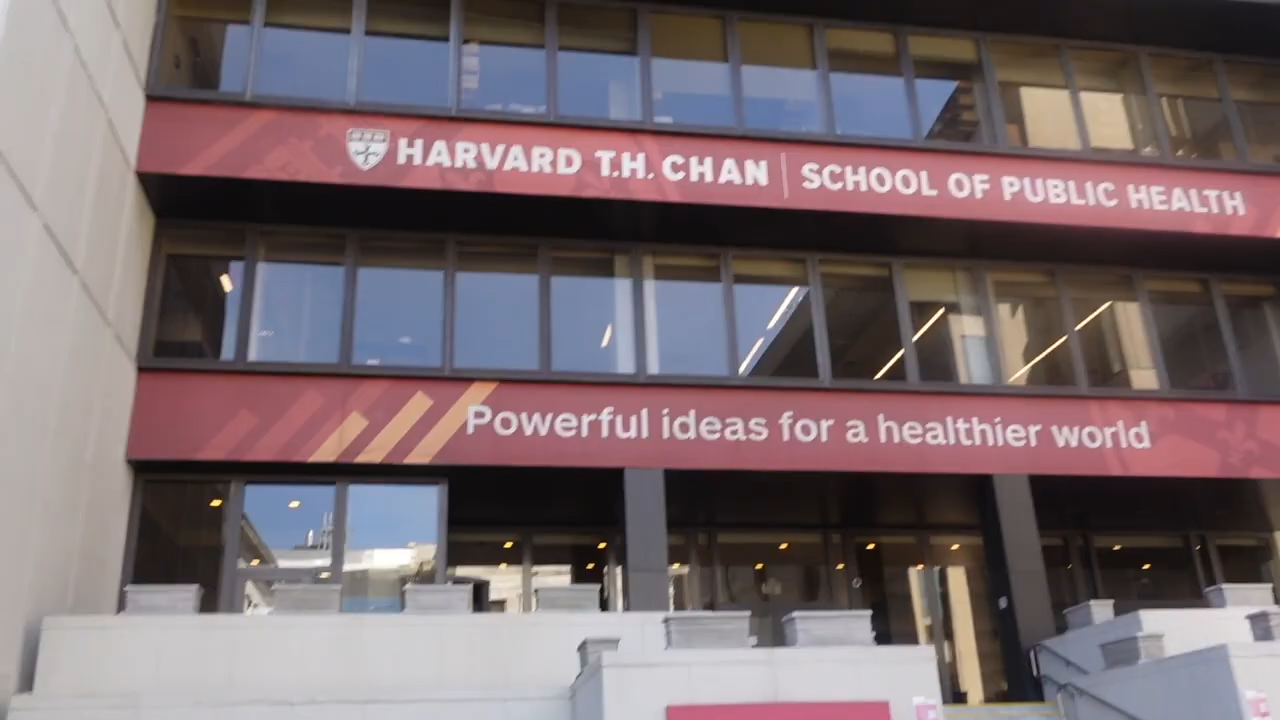 HARVARD T.H. CHAN | SCHOOL OF PUBLIC HEALTH
Powerful ideas for a healthier world